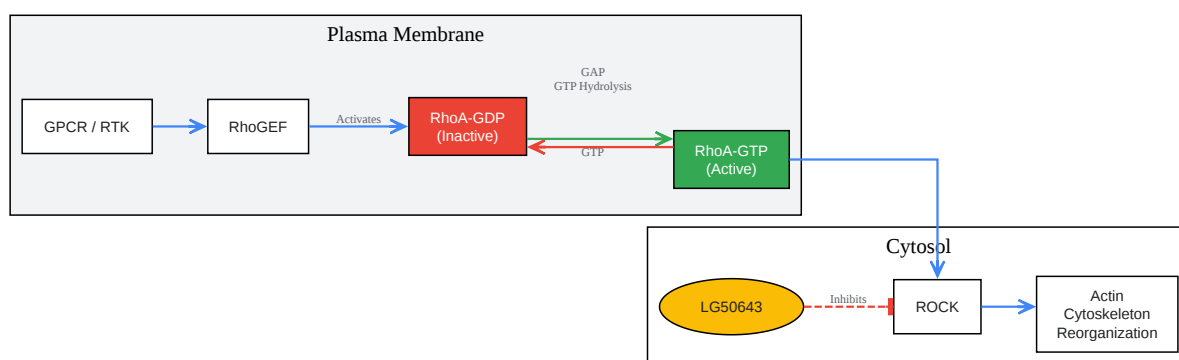 Plasma Membrane
GAP
GTP Hydrolysis
GPCR / RTK
RhoGEF
Activates
RhoA-GDP
(Inactive)
GTP
RhoA-GTP
(Active)
Cytosol
LG50643
Inhibits
ROCK
Actin
Cytoskeleton
Reorganization